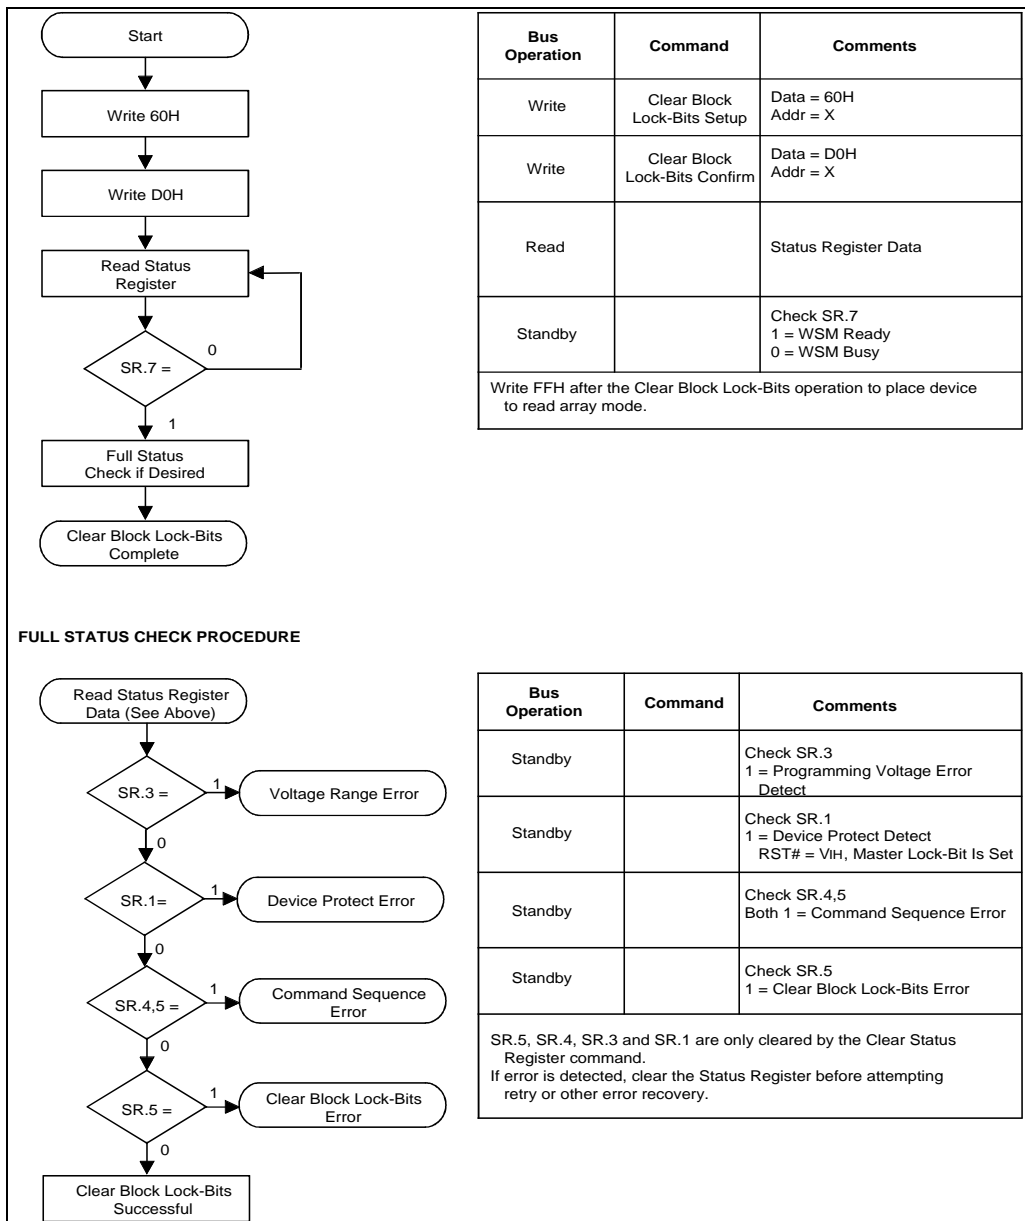 Start
Write 60H
Write D0H
Read Status
Register
SR.7 =
0
1
Full Status
Check if Desired
Clear Block Lock-Bits
Complete
Bus
Operation
Command
Comments
Write
Clear Block
Lock-Bits Setup
Data = 60H
Addr = X
Write
Clear Block
Lock-Bits Confirm
Data = D0H
Addr = X
Read
Status Register Data
Standby
Check SR.7
1 = WSM Ready
0 = WSM Busy
Write FFH after the Clear Block Lock-Bits operation to place device
to read array mode.
FULL STATUS CHECK PROCEDURE
Read Status Register
Data (See Above)
SR.3 =
1
Voltage Range Error
0
SR.1=
1
Device Protect Error
0
SR.4,5 =
1
Command Sequence
Error
0
SR.5 =
1
Clear Block Lock-Bits
Error
0
Clear Block Lock-Bits
Successful
Bus
Operation
Command
Comments
Standby
Check SR.3
1 = Programming Voltage Error
Detect
Standby
Check SR.1
1 = Device Protect Detect
RST# = VIH, Master Lock-Bit Is Set
Standby
Check SR.4,5
Both 1 = Command Sequence Error
Standby
Check SR.5
1 = Clear Block Lock-Bits Error
SR.5, SR.4, SR.3 and SR.1 are only cleared by the Clear Status
Register command.
If error is detected, clear the Status Register before attempting
retry or other error recovery.